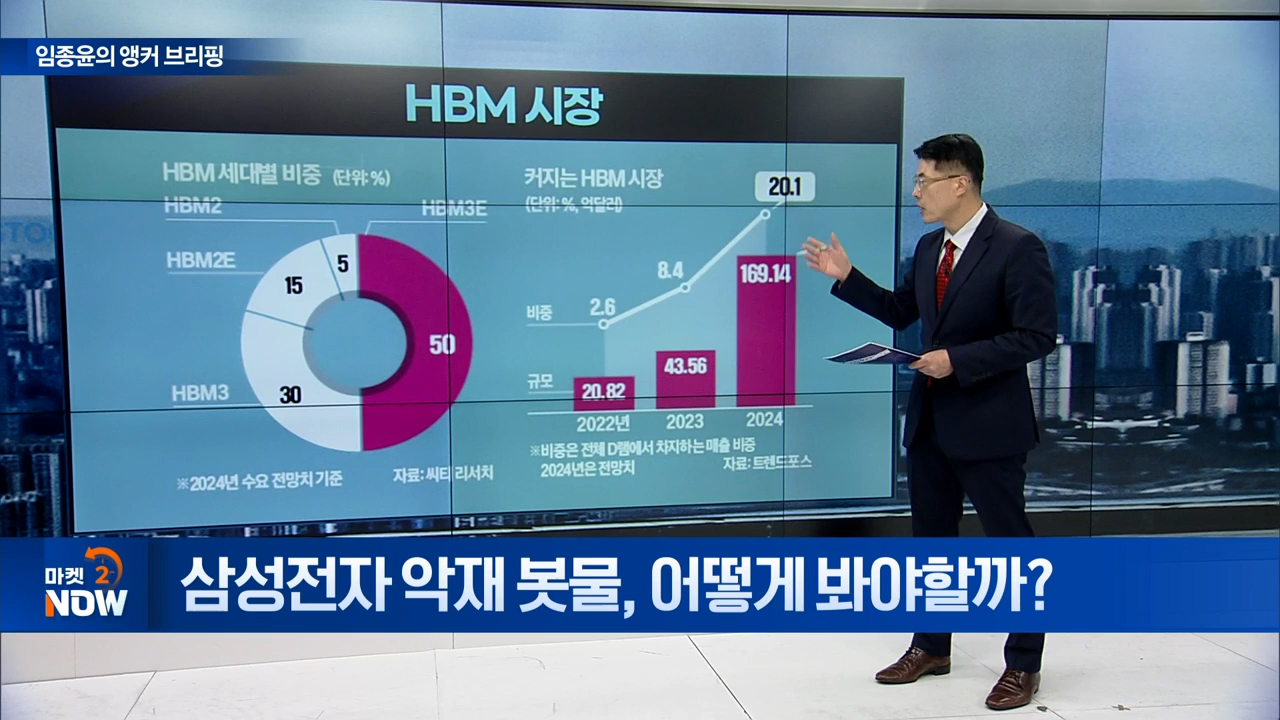 임종윤의 앵커 브리핑
HBM 시장
HBM 세대별 비중 (단위: %)
HBM2
HBM3E
HBM2E
5
15
50
HBM3
30
※2024년 수요 전망치 기준
자료: 씨티 리서치
커지는 HBM 시장
(단위: %, 억달러)
20.1
8.4
2.6
비중
169.14
43.56
20.82
규모
2022년
2023
2024
※비중은 전체 D램에서 차지하는 매출 비중
2024년은 전망치
자료: 트렌드포스
마켓 2
NOW
삼성전자 악재 봇물, 어떻게 봐야할까?